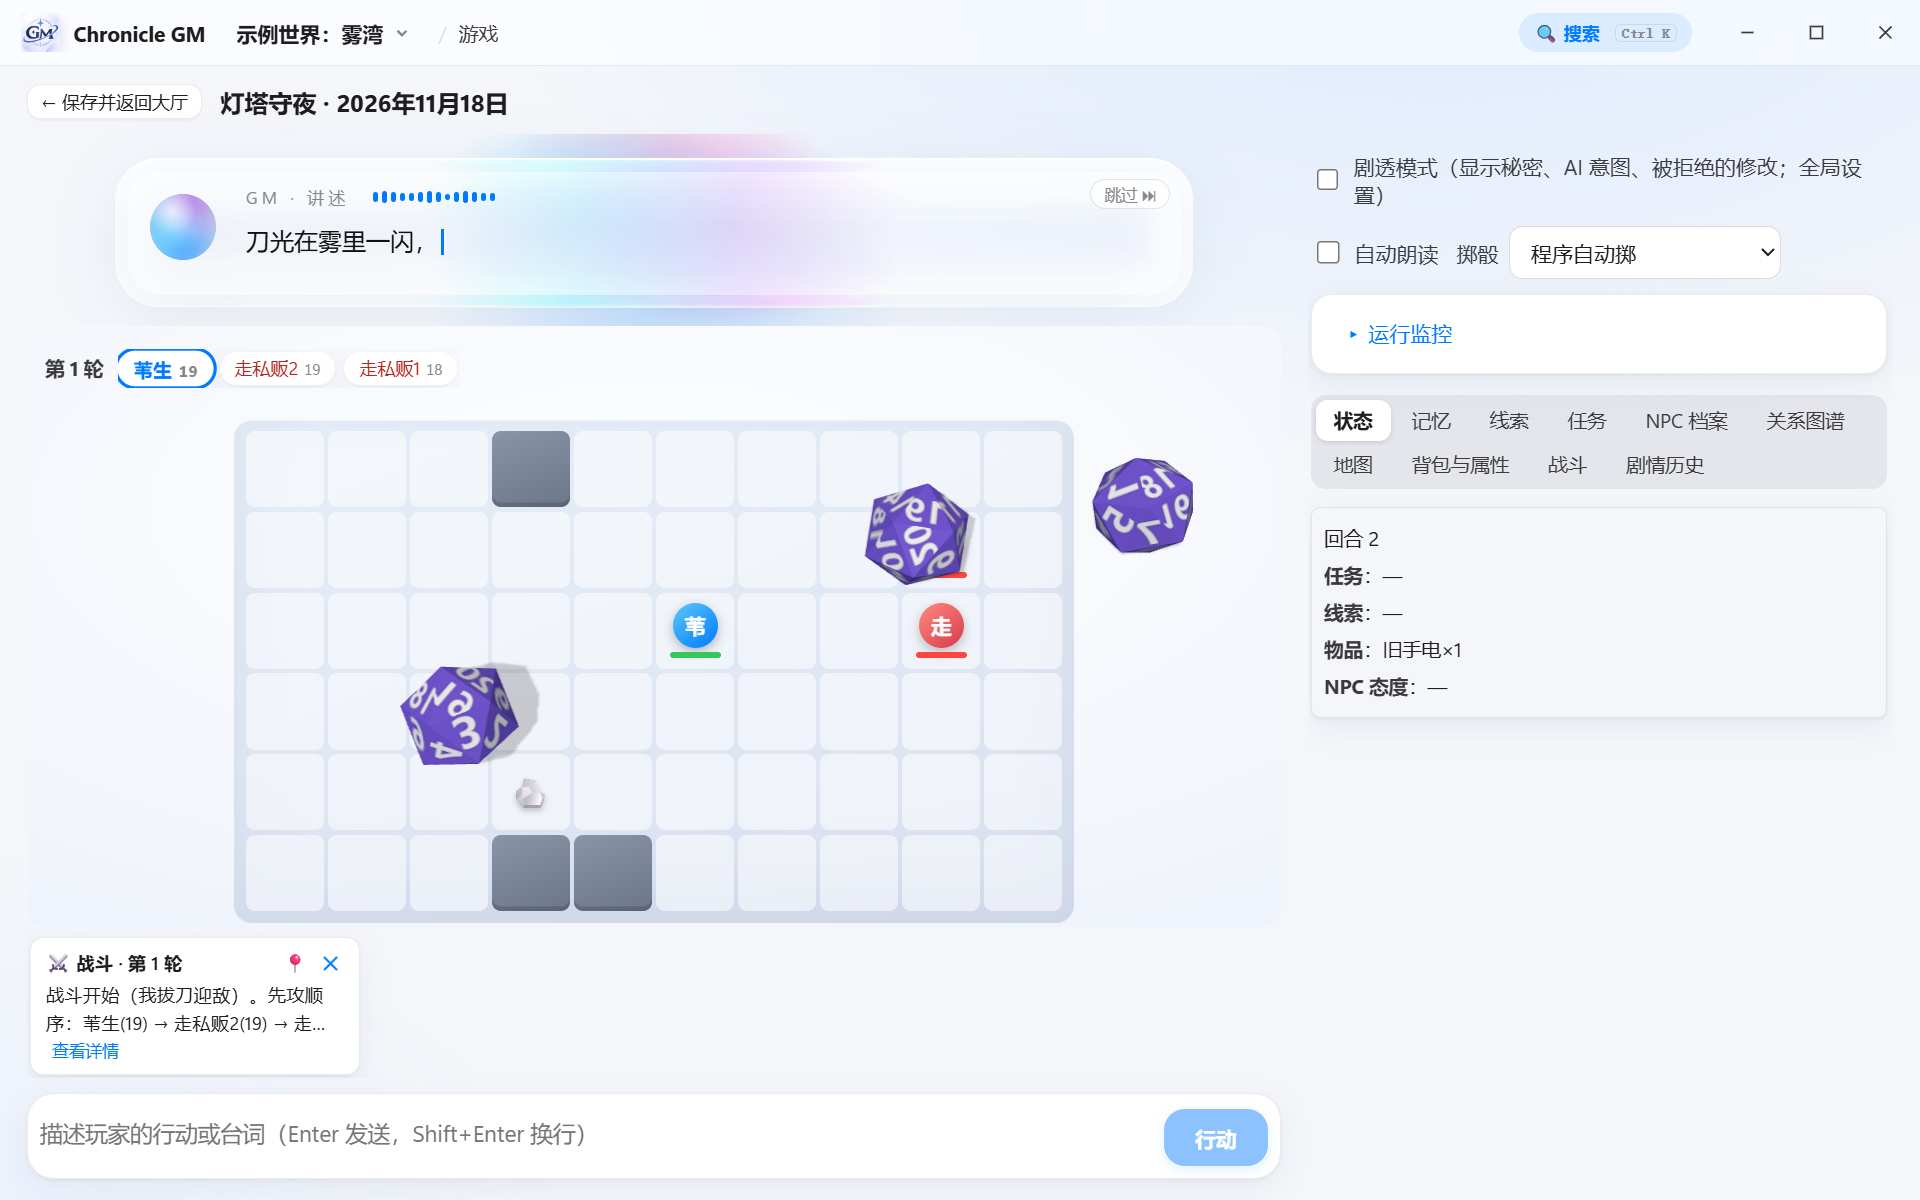 GM Chronicle GM 示例世界：雾湾 / 游戏 搜索 Ctrl K
← 保存并返回大厅 灯塔守夜 · 2026年11月18日
GM · 讲述 跳过
刀光在雾里一闪，
剧透模式（显示秘密、AI 意图、被拒绝的修改；全局设
置）
自动朗读 掷骰 程序自动掷
运行监控
第 1 轮 苇生 19 走私贩2 19 走私贩1 18
状态 记忆 线索 任务 NPC 档案 关系图谱
地图 背包与属性 战斗 剧情历史
苇 走
回合 2
任务：—
线索：—
物品：旧手电×1
NPC 态度：—
战斗 · 第 1 轮
战斗开始（我拔刀迎敌）。先攻顺
序：苇生(19) → 走私贩2(19) → 走...
查看详情
描述玩家的行动或台词（Enter 发送，Shift+Enter 换行）
行动